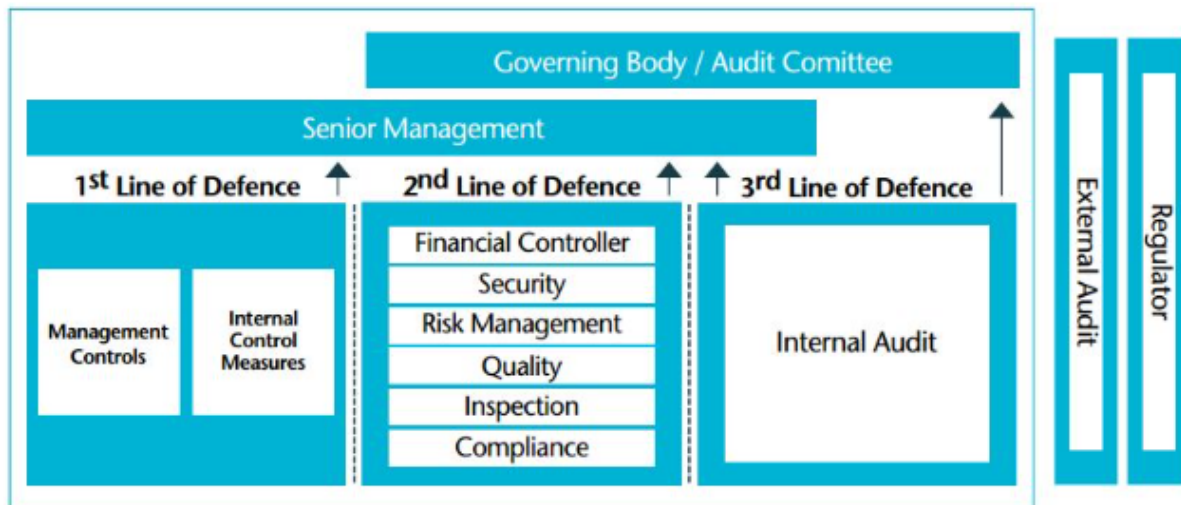 Governing Body / Audit Comittee
Senior Management
1st Line of Defence
2nd Line of Defence
3rd Line of Defence
Management
Controls
Internal
Control
Measures
Financial Controller
Security
Risk Management
Quality
Inspection
Compliance
Internal Audit
External Audit
Regulator